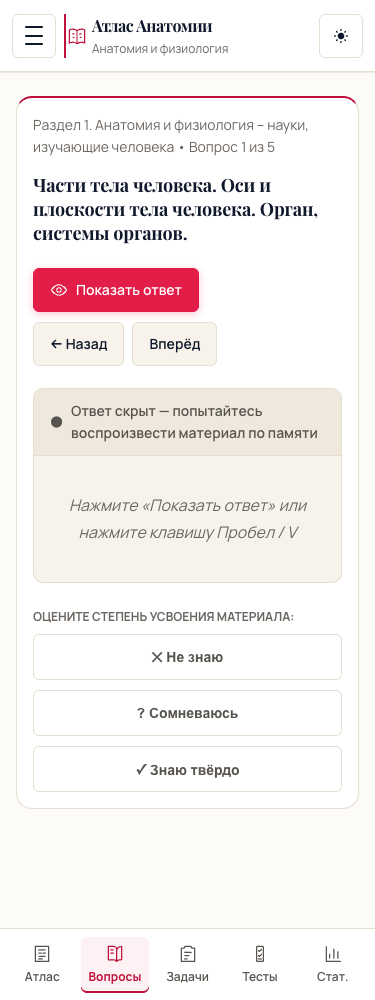 Атлас Анатомии
Анатомия и физиология
Раздел 1. Анатомия и физиология – науки,
изучающие человека • Вопрос 1 из 5
Части тела человека. Оси и
плоскости тела человека. Орган,
системы органов.
Показать ответ
← Назад
Вперёд
Ответ скрыт — попытайтесь
воспроизвести материал по памяти
Нажмите «Показать ответ» или
нажмите клавишу Пробел / V
ОЦЕНИТЕ СТЕПЕНЬ УСВОЕНИЯ МАТЕРИАЛА:
✕ Не знаю
? Сомневаюсь
✓ Знаю твёрдо
Атлас
Вопросы
Задачи
Тесты
Стат.